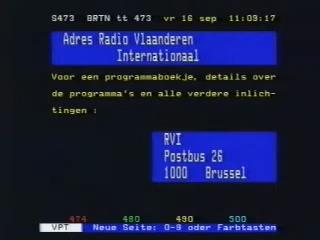 S473 BRTN tt 473 vr 16 sep 11:09:17
Adres Radio Vlaanderen
Internationaal
Voor een programmaboekje, details over
de programma's en alle verdere inlich-
tingen :
RVI
Postbus 26
1000 Brussel
474 480 490 500
VPT Neue Seite: 0-9 oder Farbtasten